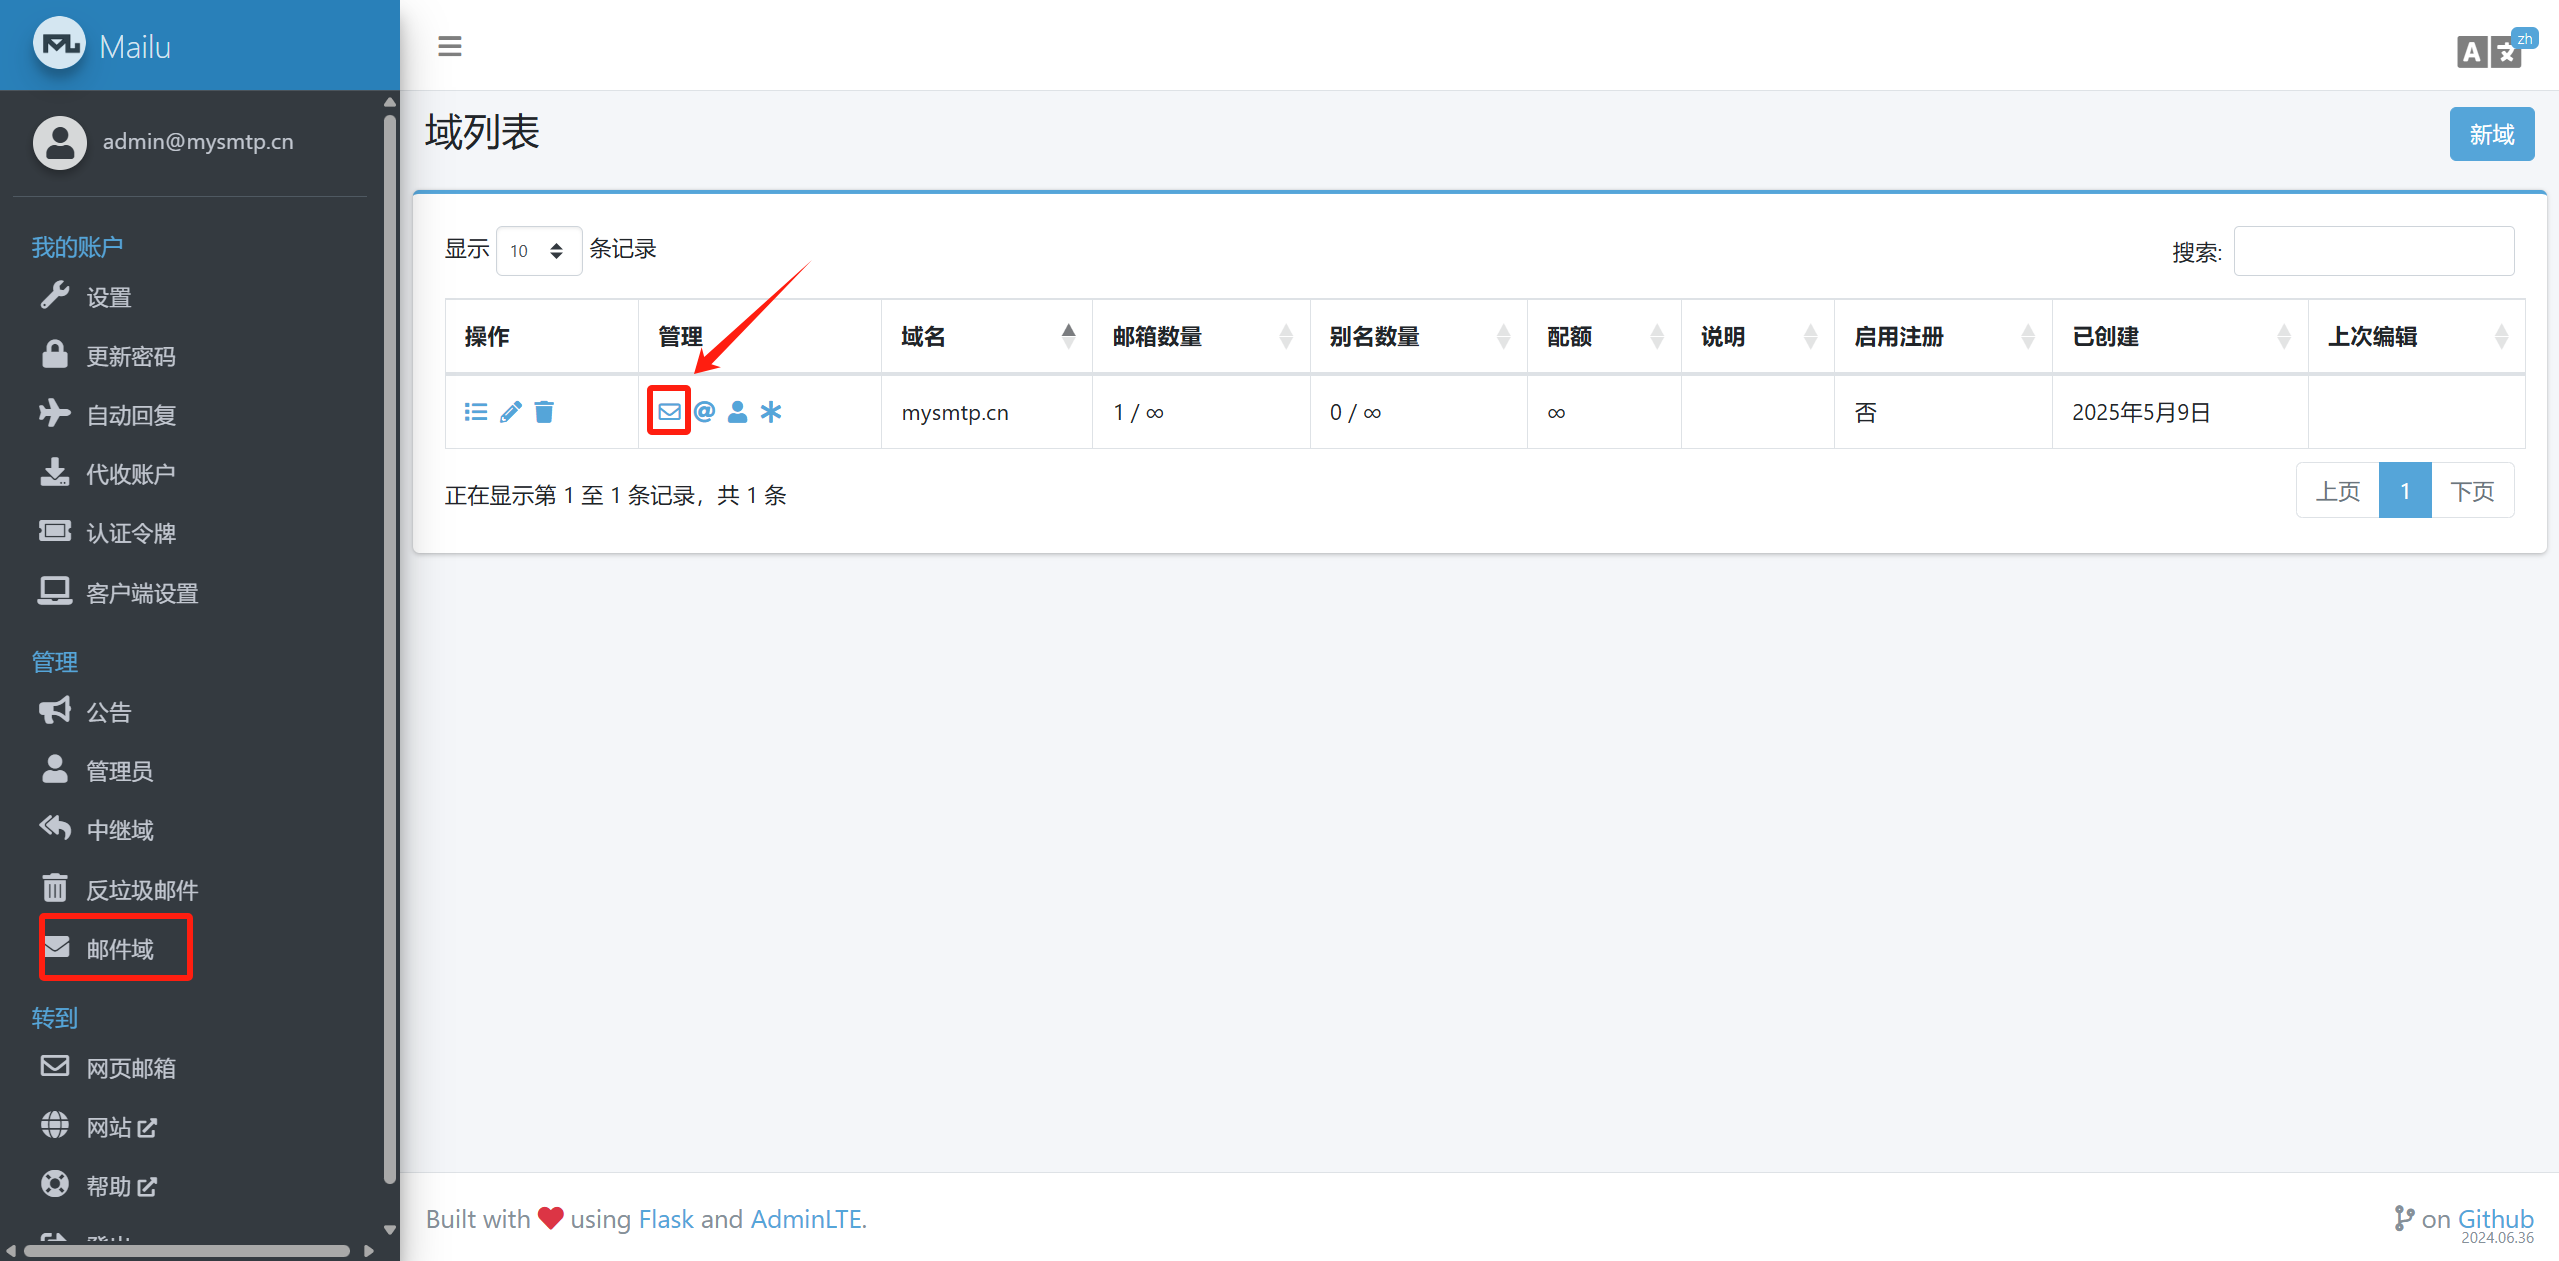 Mailu
zh
admin@mysmtp.cn
我的账户
设置
更新密码
自动回复
代收账户
认证令牌
客户端设置
管理
公告
管理员
中继域
反垃圾邮件
邮件域
转到
网页邮箱
网站
帮助
域列表
新域
显示 10 条记录
搜索:
操作 管理 域名 邮箱数量 别名数量 配额 说明 启用注册 已创建 上次编辑
mysmtp.cn 1 / ∞ 0 / ∞ ∞ 否 2025年5月9日
正在显示第 1 至 1 条记录，共 1 条
上页 1 下页
Built with ❤ using Flask and AdminLTE.
on Github
2024.06.36